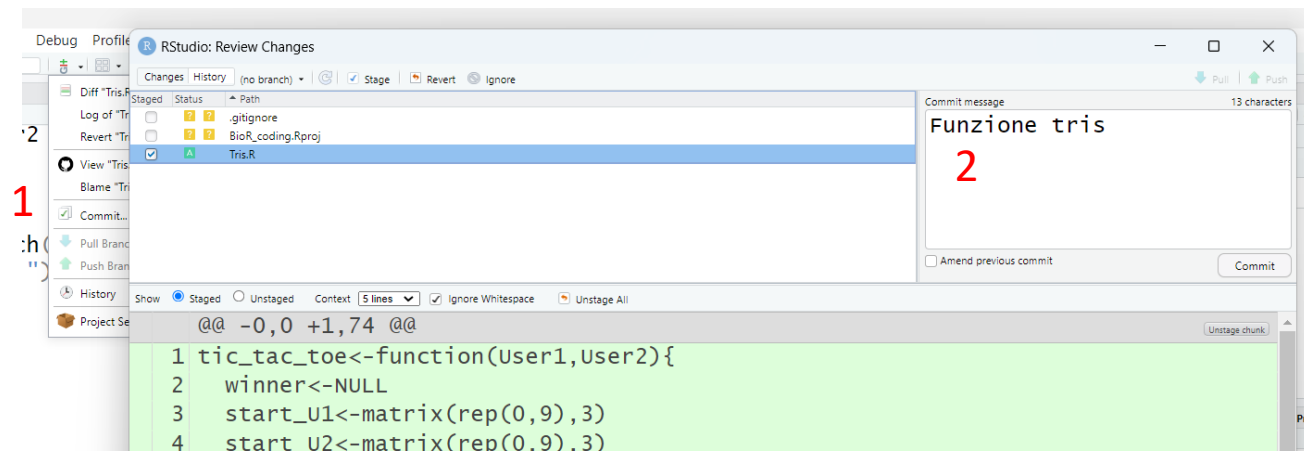 Debug Profile
RStudio: Review Changes
Changes History (no branch) Stage Revert Ignore Pull Push
Diff "Tris.R
Log of "Tr
Revert "Tr
View "Tris
Blame "Tri
Commit...
Pull Branc
Push Bran
History
Project Se
r2
1
:h(
")
Staged Status Path
? ? .gitignore
? ? BioR_coding.Rproj
A Tris.R
Commit message 13 characters
Funzione tris
2
Amend previous commit
Commit
Show Staged Unstaged Context 5 lines Ignore Whitespace Unstage All
@@ -0,0 +1,74 @@ Unstage chunk
1 tic_tac_toe<-function(User1,User2){
2 winner<-NULL
3 start_U1<-matrix(rep(0,9),3)
4 start_U2<-matrix(rep(0,9),3)